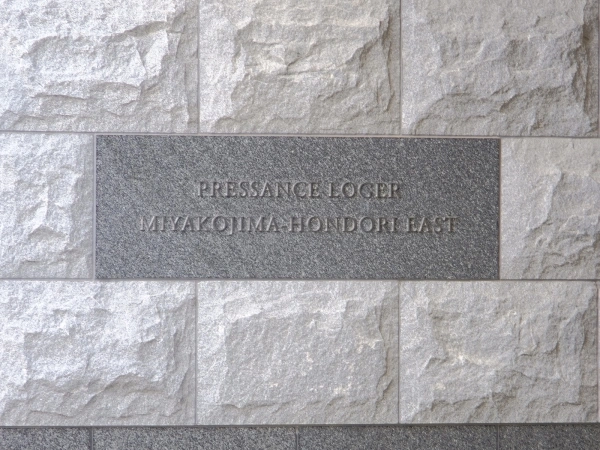 PRESSANCE LOGER
MIYAKOJIMA-HONDORI EAST